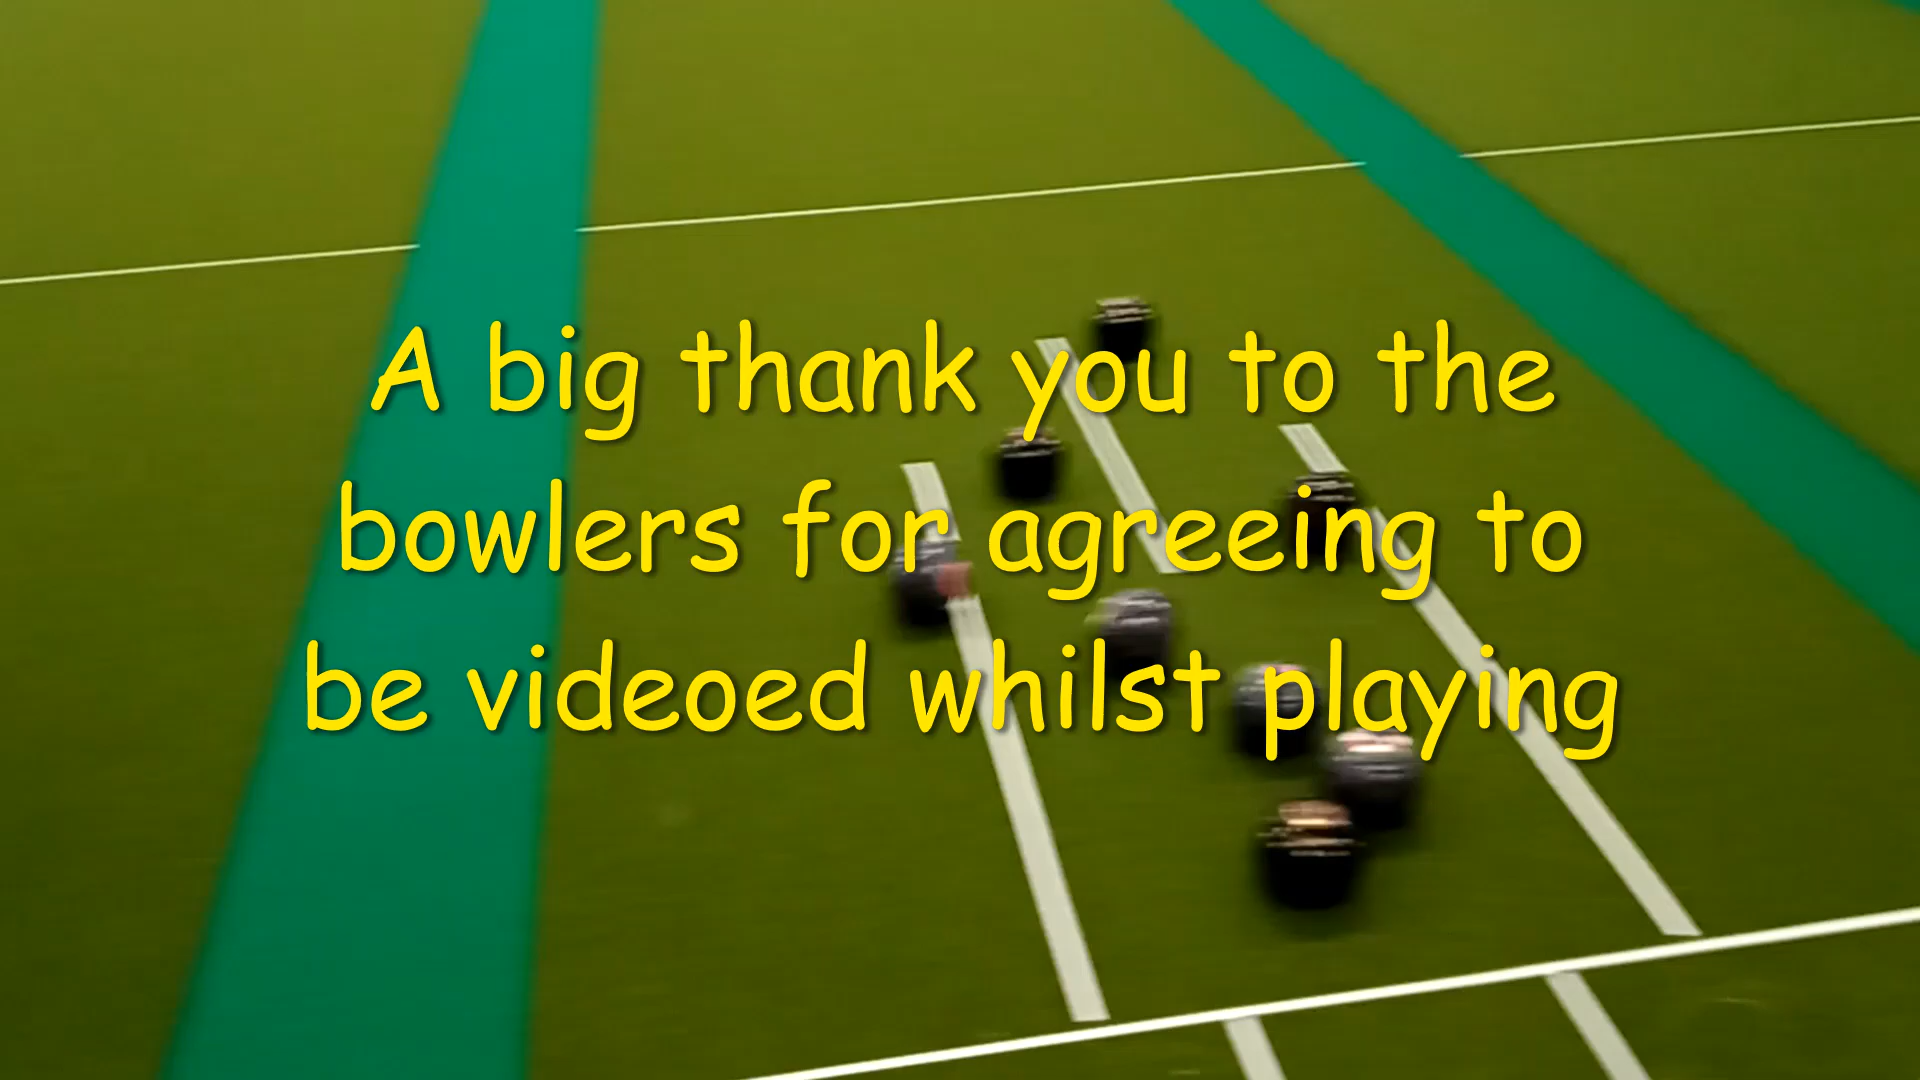 A big thank you to the
bowlers for agreeing to
be videoed whilst playing